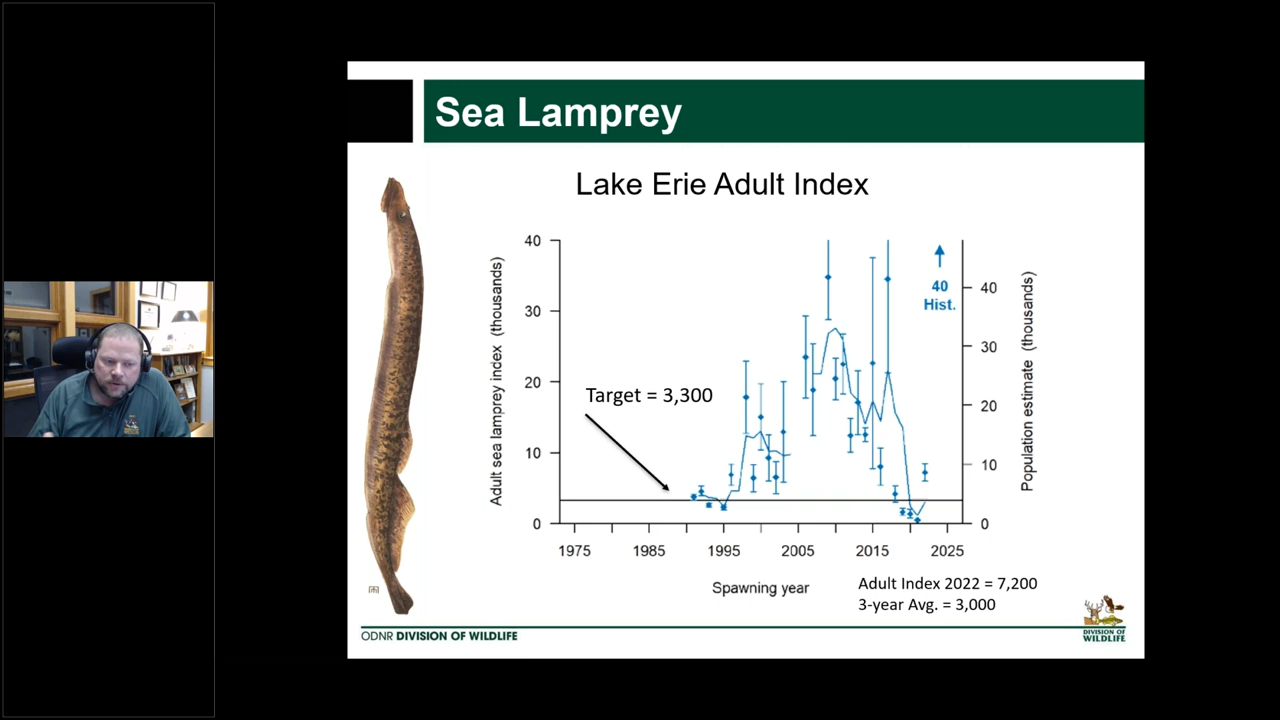 Sea Lamprey
Lake Erie Adult Index
Adult sea lamprey index (thousands)
40
30
20
10
0
Target = 3,300
40
Hist.
40
30
20
10
0
Population estimate (thousands)
1975
1985
1995
2005
2015
2025
Spawning year
Adult Index 2022 = 7,200
3-year Avg. = 3,000
ODNR DIVISION OF WILDLIFE
DIVISION OF
WILDLIFE